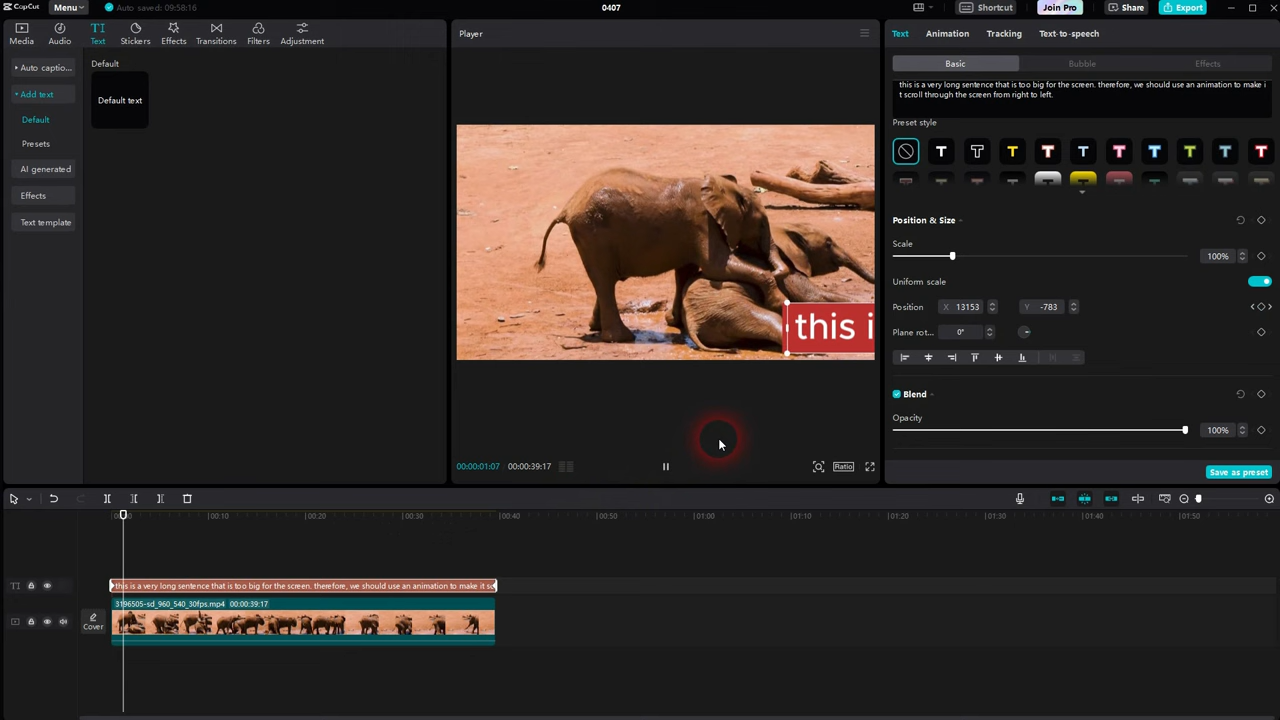 CapCut
Menu
Auto saved: 09:58:16
0407
Shortcut
Join Pro
Share
Export
Media
Audio
TI
Text
Stickers
Effects
Transitions
Filters
Adjustment
Auto captio...
Add text
Default
Presets
AI generated
Effects
Text template
Default
Default text
Player
this i
00:00:01:07
00:00:39:17
Ratio
Text
Animation
Tracking
Text-to-speech
Basic
Bubble
Effects
this is a very long sentence that is too big for the screen. therefore, we should use an animation to make i
t scroll through the screen from right to left.
Preset style
T T T T T T T T T T
Position & Size
Scale
100%
Uniform scale
Position
X 13153
Y -783
Plane rot...
0°
Blend
Opacity
100%
Save as preset
00:10
00:20
00:30
00:40
00:50
01:00
01:10
01:20
01:30
01:40
01:50
TI
this is a very long sentence that is too big for the screen. therefore, we should use an animation to make it sc
3196505-sd_960_540_30fps.mp4 00:00:39:17
Cover